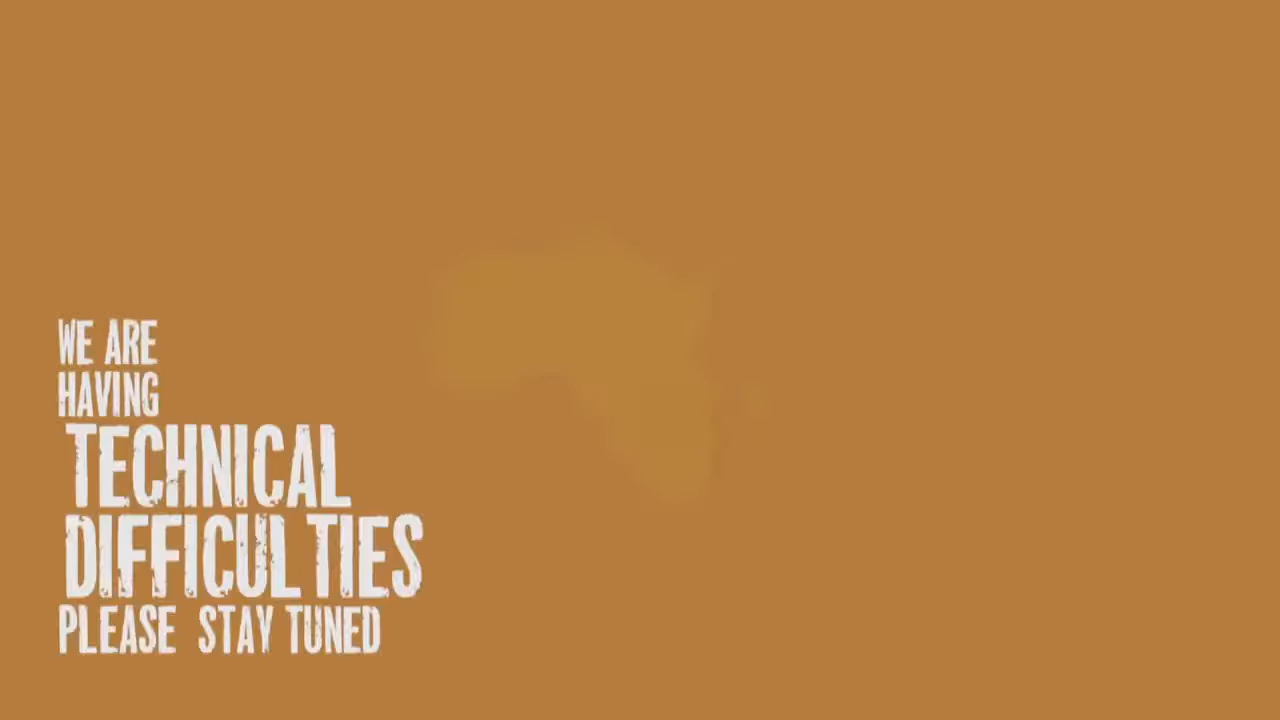 WE ARE
HAVING
TECHNICAL
DIFFICULTIES
PLEASE STAY TUNED